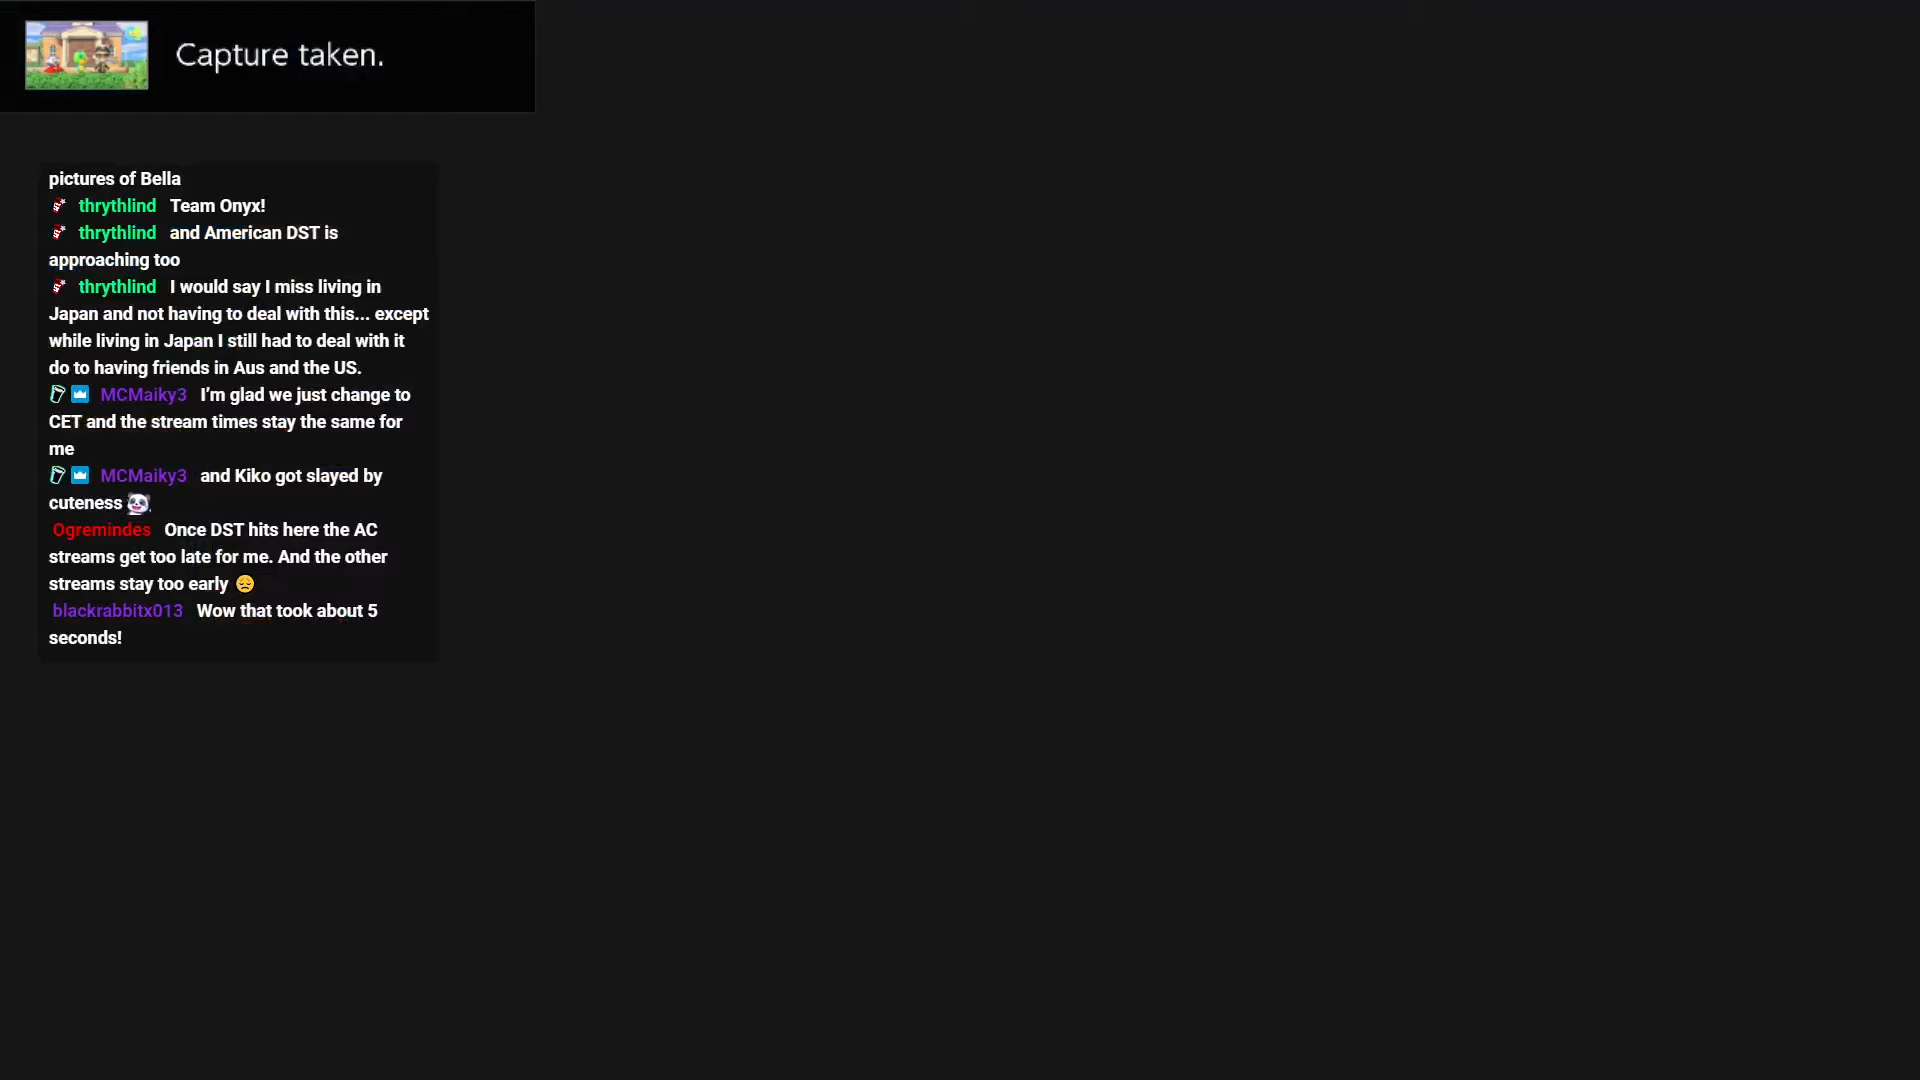 Capture taken.
pictures of Bella
thrythlind Team Onyx!
thrythlind and American DST is
approaching too
thrythlind I would say I miss living in
Japan and not having to deal with this... except
while living in Japan I still had to deal with it
do to having friends in Aus and the US.
MCMaiky3 I’m glad we just change to
CET and the stream times stay the same for
me
MCMaiky3 and Kiko got slayed by
cuteness
Ogremindes Once DST hits here the AC
streams get too late for me. And the other
streams stay too early 😞
blackrabbitx013 Wow that took about 5
seconds!